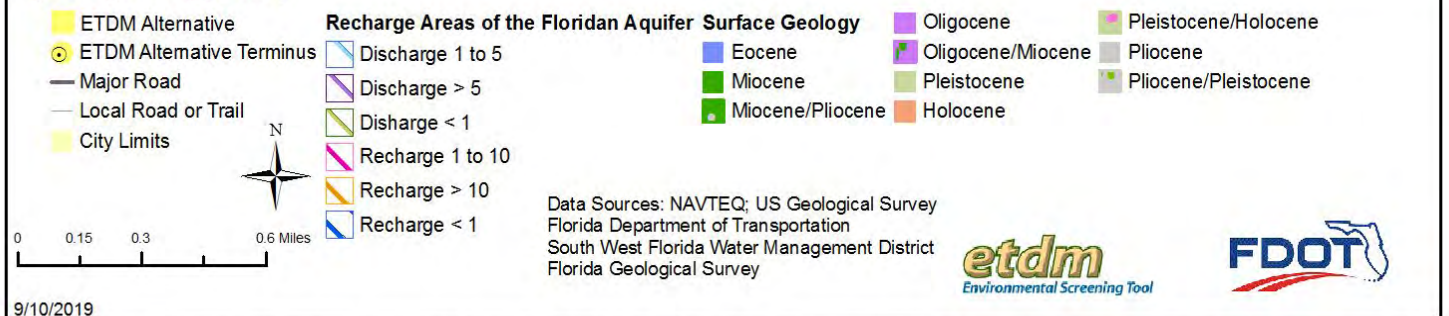 ETDM Alternative
ETDM Alternative Terminus
Major Road
Local Road or Trail
City Limits
N
0 0.15 0.3 0.6 Miles
9/10/2019
Recharge Areas of the Floridan Aquifer
Discharge 1 to 5
Discharge > 5
Disharge < 1
Recharge 1 to 10
Recharge > 10
Recharge < 1
Surface Geology
Eocene
Miocene
Miocene/Pliocene
Oligocene
Oligocene/Miocene
Pleistocene
Holocene
Pleistocene/Holocene
Pliocene
Pliocene/Pleistocene
Data Sources: NAVTEQ; US Geological Survey
Florida Department of Transportation
South West Florida Water Management District
Florida Geological Survey
etdm
Environmental Screening Tool
FDOT